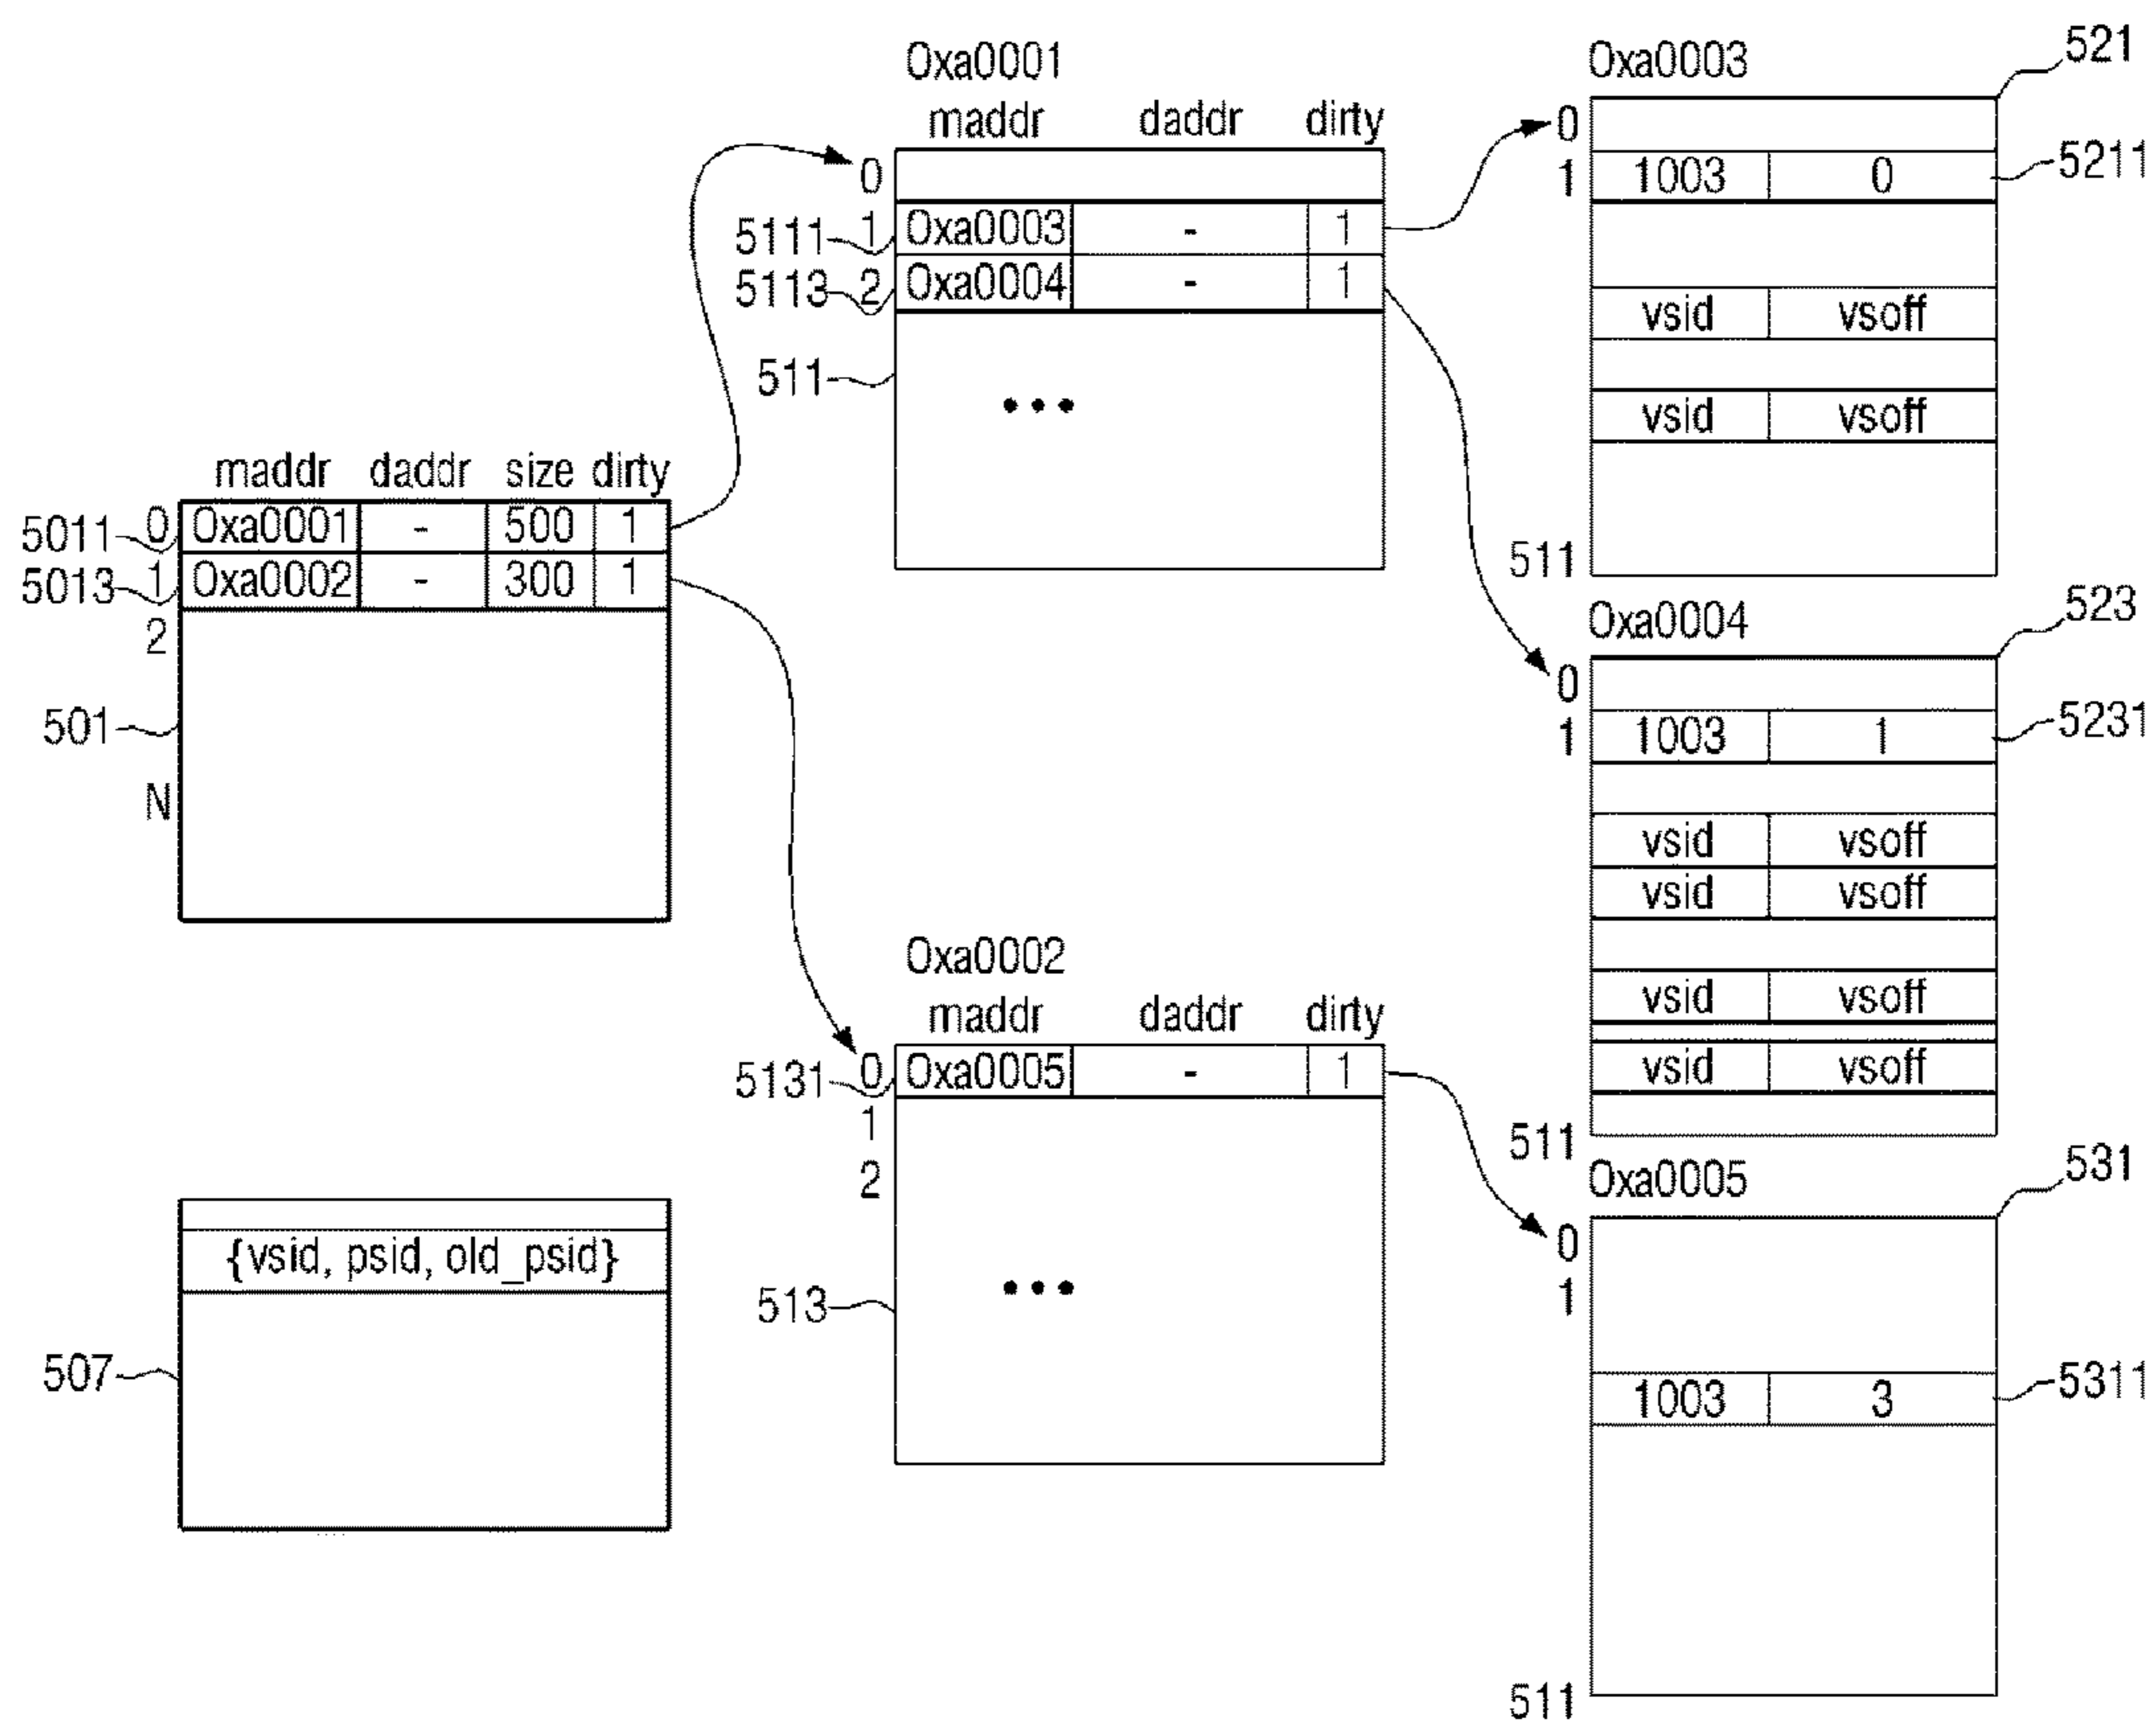 0xa0001
maddr daddr dirty
0
5111 1 0xa0003 - 1
5113 2 0xa0004 - 1
511
•••
0xa0003
521
0
1 1003 0 5211
vsid vsoff
vsid vsoff
511
maddr daddr size dirty
5011 0 0xa0001 - 500 1
5013 1 0xa0002 - 300 1
2
501
N
0xa0004
523
0
1 1003 1 5231
vsid vsoff
vsid vsoff
vsid vsoff
vsid vsoff
511
0xa0002
maddr daddr dirty
5131 0 0xa0005 - 1
1
2
513
•••
{vsid, psid, old_psid}
507
0xa0005
531
0
1
1003 3 5311
511